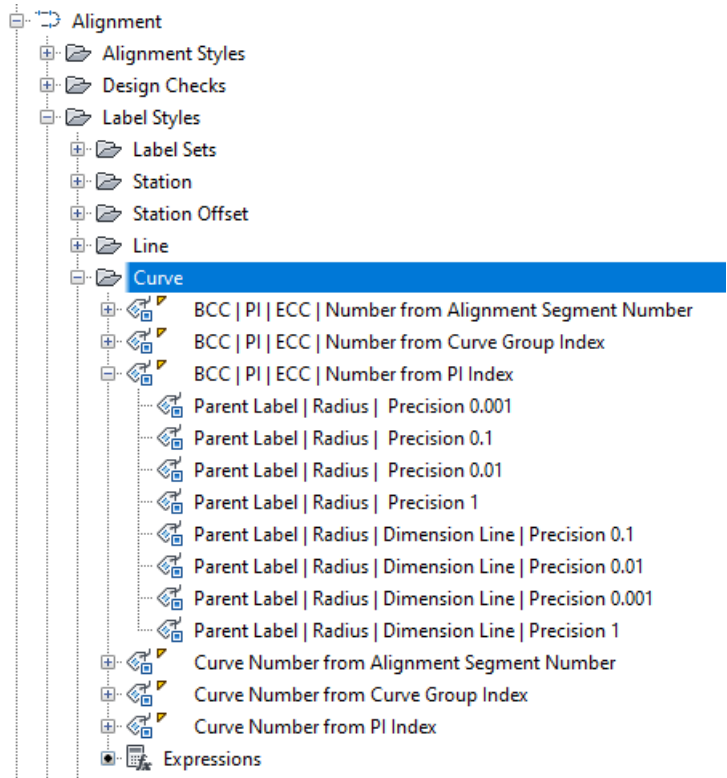 Alignment
Alignment Styles
Design Checks
Label Styles
Label Sets
Station
Station Offset
Line
Curve
BCC | PI | ECC | Number from Alignment Segment Number
BCC | PI | ECC | Number from Curve Group Index
BCC | PI | ECC | Number from PI Index
Parent Label | Radius | Precision 0.001
Parent Label | Radius | Precision 0.1
Parent Label | Radius | Precision 0.01
Parent Label | Radius | Precision 1
Parent Label | Radius | Dimension Line | Precision 0.1
Parent Label | Radius | Dimension Line | Precision 0.01
Parent Label | Radius | Dimension Line | Precision 0.001
Parent Label | Radius | Dimension Line | Precision 1
Curve Number from Alignment Segment Number
Curve Number from Curve Group Index
Curve Number from PI Index
Expressions